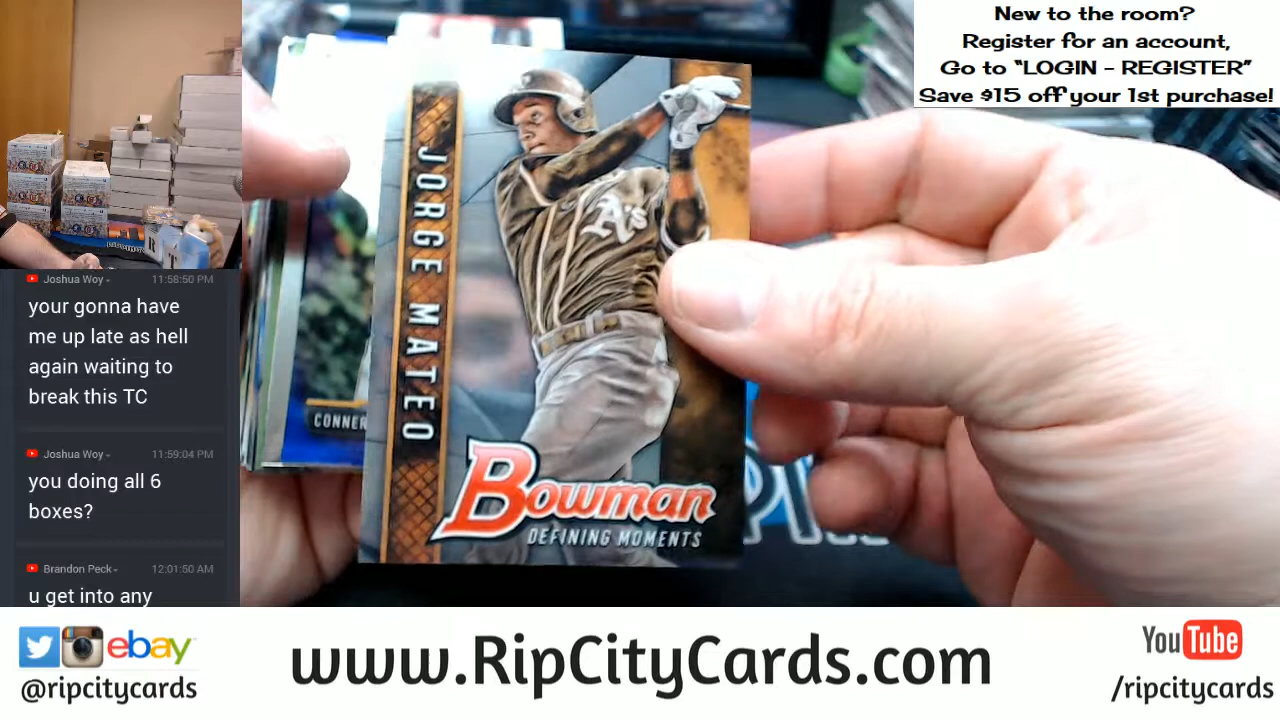 New to the room?
Register for an account,
Go to “LOGIN - REGISTER”
Save $15 off your 1st purchase!
JORGE MATEO
A's
Bowman
DEFINING MOMENTS
CONNER
Joshua Woy
11:58:50 PM
your gonna have
me up late as hell
again waiting to
break this TC
Joshua Woy
11:59:04 PM
you doing all 6
boxes?
Brandon Peck
12:01:50 AM
u get into any
ebay
@ripcitycards
www.RipCityCards.com
YouTube
/ripcitycards